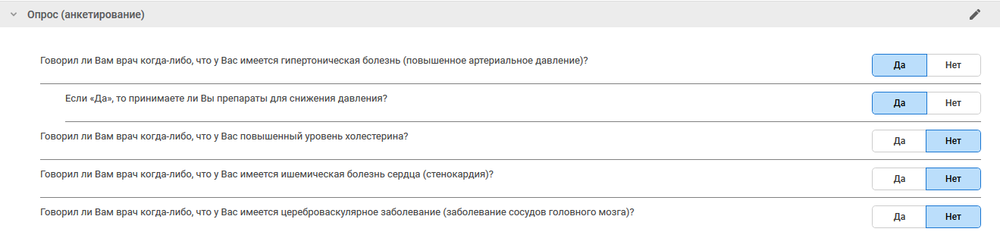 Опрос (анкетирование)
Говорил ли Вам врач когда-либо, что у Вас имеется гипертоническая болезнь (повышенное артериальное давление)? Да Нет
Если «Да», то принимаете ли Вы препараты для снижения давления? Да Нет
Говорил ли Вам врач когда-либо, что у Вас повышенный уровень холестерина? Да Нет
Говорил ли Вам врач когда-либо, что у Вас имеется ишемическая болезнь сердца (стенокардия)? Да Нет
Говорил ли Вам врач когда-либо, что у Вас имеется цереброваскулярное заболевание (заболевание сосудов головного мозга)? Да Нет